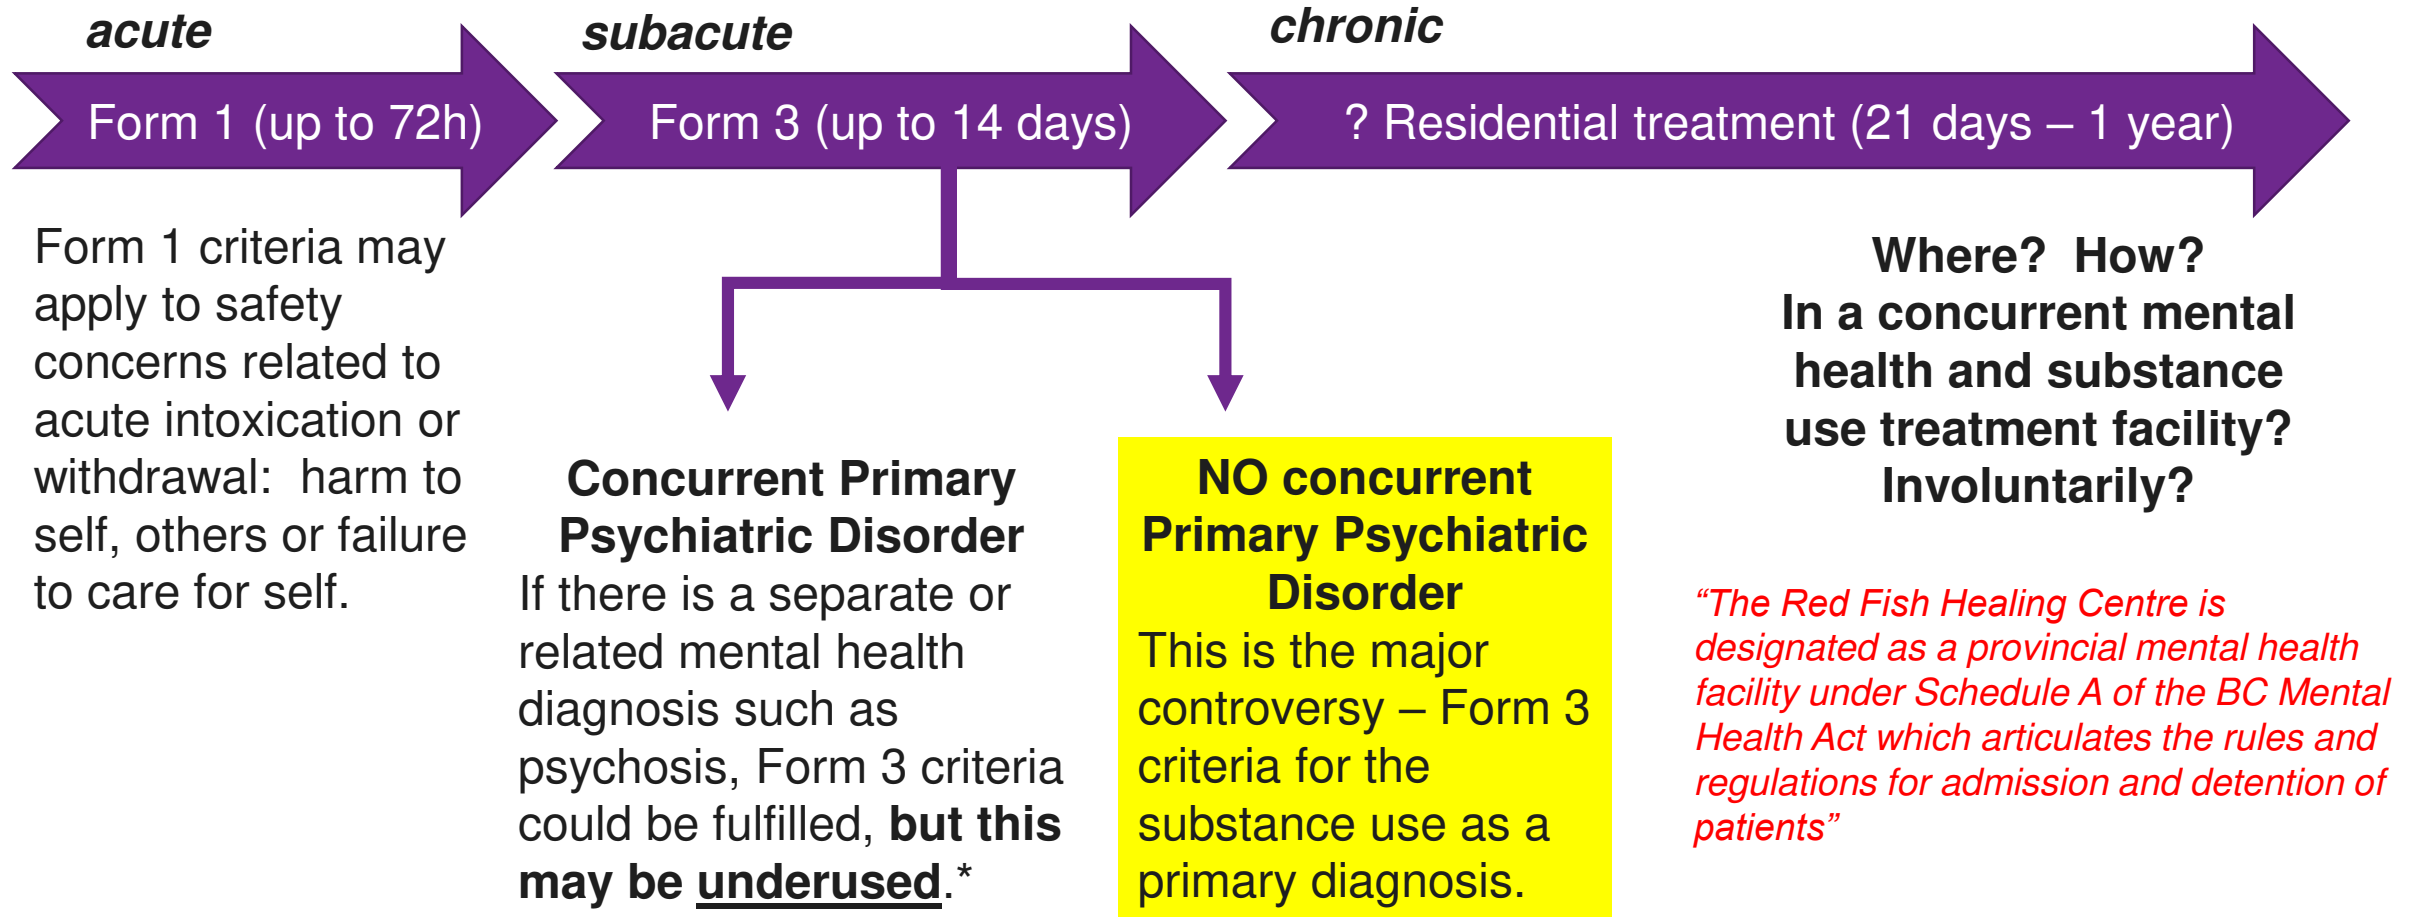 acute
subacute
chronic
Form 1 (up to 72h)
Form 3 (up to 14 days)
? Residential treatment (21 days – 1 year)
Form 1 criteria may
apply to safety
concerns related to
acute intoxication or
withdrawal:  harm to
self, others or failure
to care for self.
Concurrent Primary
Psychiatric Disorder
If there is a separate or
related mental health
diagnosis such as
psychosis, Form 3 criteria
could be fulfilled, but this
may be underused.*
NO concurrent
Primary Psychiatric
Disorder
This is the major
controversy – Form 3
criteria for the
substance use as a
primary diagnosis.
Where?  How?
In a concurrent mental
health and substance
use treatment facility?
Involuntarily?
“The Red Fish Healing Centre is
designated as a provincial mental health
facility under Schedule A of the BC Mental
Health Act which articulates the rules and
regulations for admission and detention of
patients”